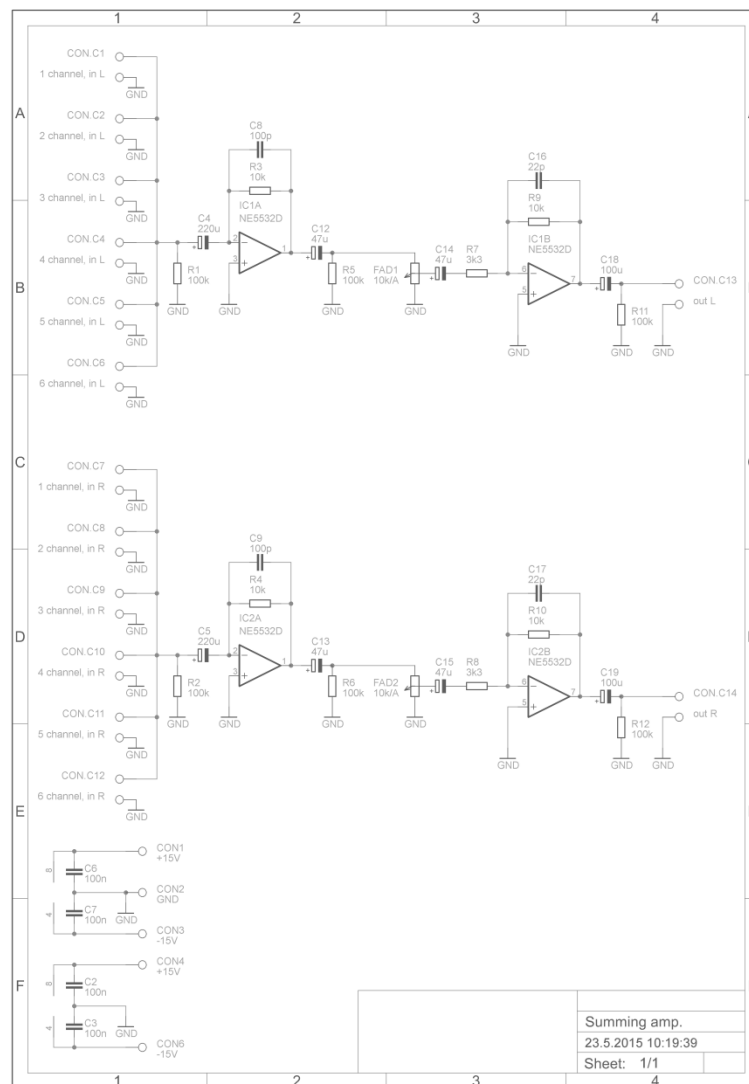 1 2 3 4
A
CON.C1
1 channel, in L
GND
CON.C2
2 channel, in L
GND
CON.C3
3 channel, in L
GND
CON.C4
4 channel, in L
GND
CON.C5
5 channel, in L
GND
CON.C6
6 channel, in L
GND
B
R1
100k
GND
C4
220u
C8
100p
R3
10k
IC1A
NE5532D
2
3
1
GND
C12
47u
R5
100k
GND
FAD1
10k/A
GND
C14
47u
R7
3k3
C16
22p
R9
10k
IC1B
NE5532D
6
5
7
GND
C18
100u
R11
100k
GND
CON.C13
out L
GND
C
CON.C7
1 channel, in R
GND
CON.C8
2 channel, in R
GND
CON.C9
3 channel, in R
GND
CON.C10
4 channel, in R
GND
CON.C11
5 channel, in R
GND
CON.C12
6 channel, in R
GND
D
R2
100k
GND
C5
220u
C9
100p
R4
10k
IC2A
NE5532D
2
3
1
GND
C13
47u
R6
100k
GND
FAD2
10k/A
GND
C15
47u
R8
3k3
C17
22p
R10
10k
IC2B
NE5532D
6
5
7
GND
C19
100u
R12
100k
GND
CON.C14
out R
GND
E
CON1
+15V
8
C6
100n
CON2
GND
GND
4
C7
100n
CON3
-15V
F
CON4
+15V
8
C2
100n
GND
4
C3
100n
CON6
-15V
Summing amp.
23.5.2015 10:19:39
Sheet: 1/1
1 2 3 4